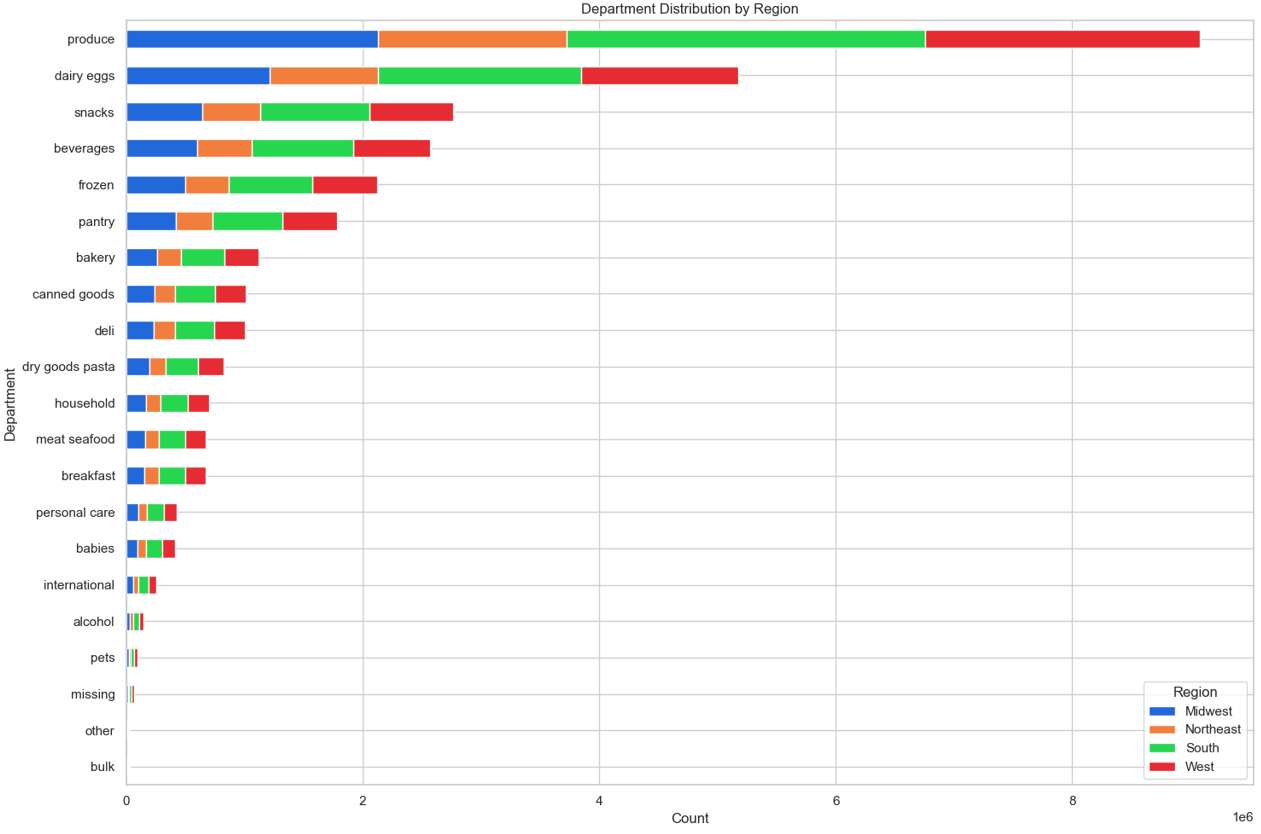 Department Distribution by Region
produce
dairy eggs
snacks
beverages
frozen
pantry
bakery
canned goods
deli
dry goods pasta
household
meat seafood
breakfast
personal care
babies
international
alcohol
pets
missing
other
bulk
Department
0 2 4 6 8
1e6
Count
Region
Midwest
Northeast
South
West